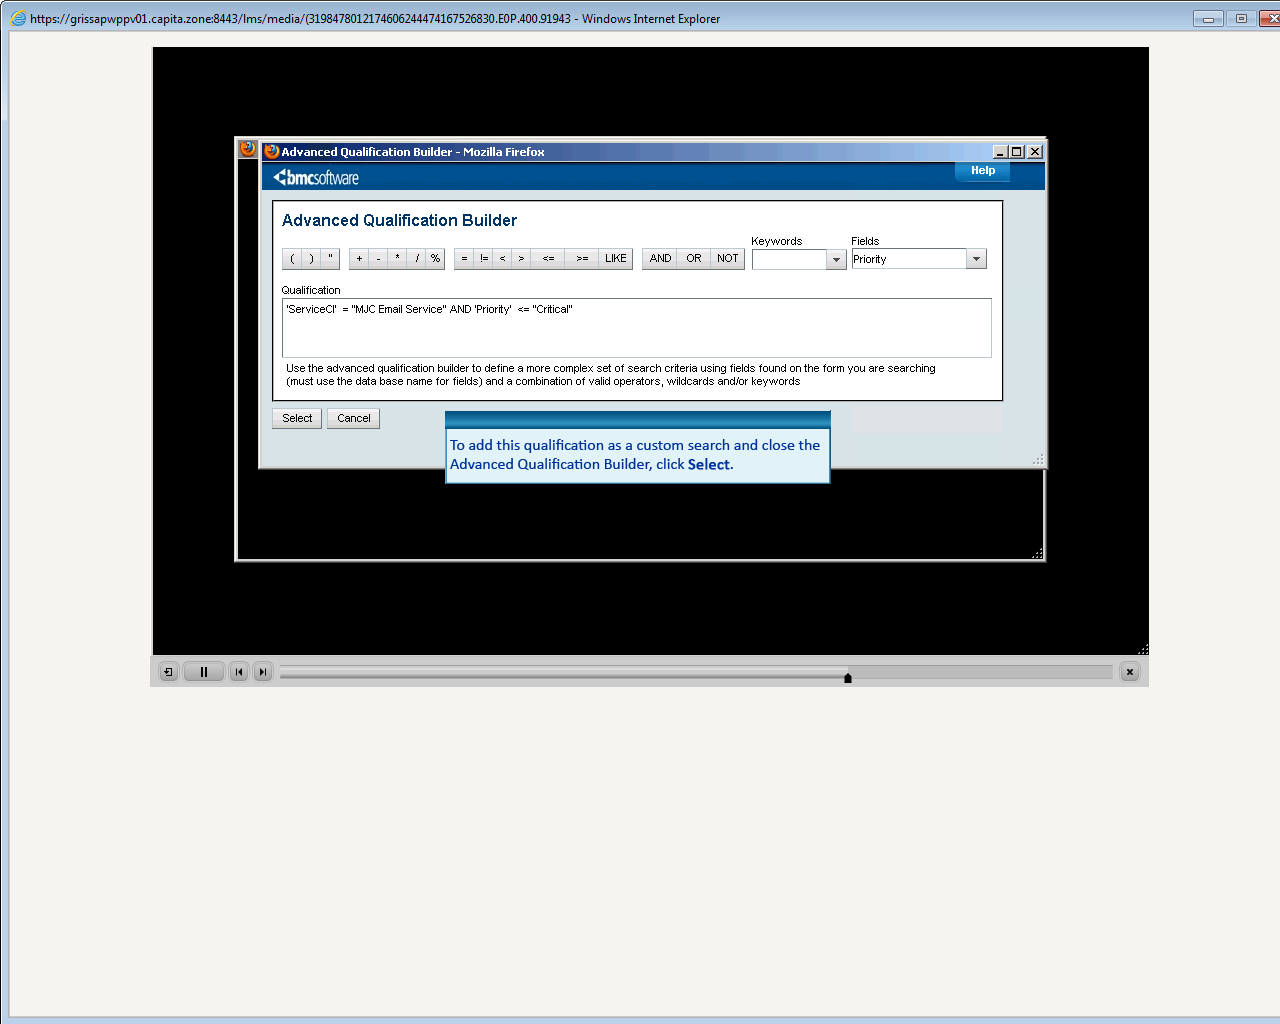 https://grissapwppv01.capita.zone:8443/lms/media/(3198478012174606244474167526830.E0P.400.91943 - Windows Internet Explorer
Advanced Qualification Builder - Mozilla Firefox
bmcsoftware
Help
Advanced Qualification Builder
Keywords
Fields
( ) " + - * / % = != < > <= >= LIKE AND OR NOT
Priority
Qualification
'ServiceCI' = "MJC Email Service" AND 'Priority' <= "Critical"
Use the advanced qualification builder to define a more complex set of search criteria using fields found on the form you are searching
(must use the data base name for fields) and a combination of valid operators, wildcards and/or keywords
Select
Cancel
To add this qualification as a custom search and close the
Advanced Qualification Builder, click Select.